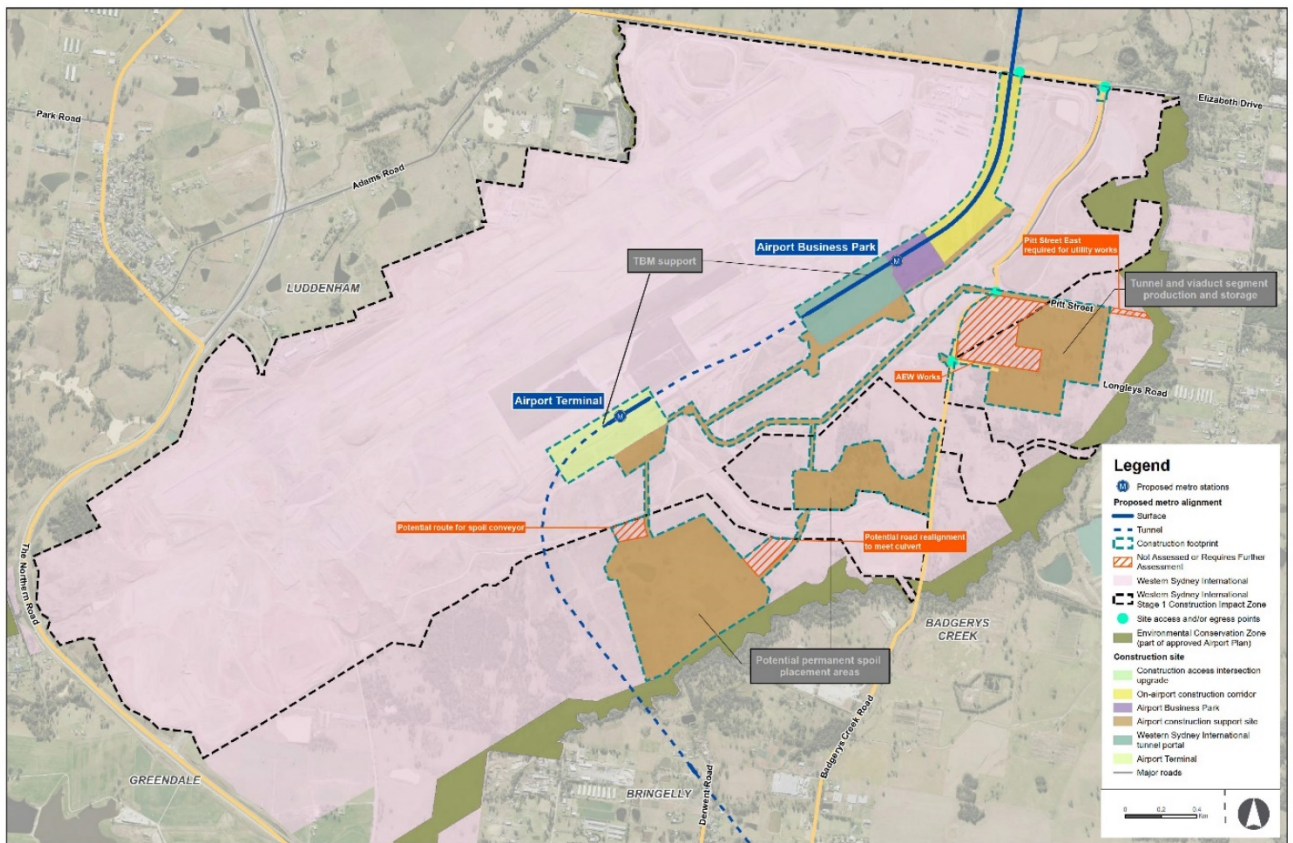 Park Road
Adams Road
Elizabeth Drive
LUDDENHAM
Airport Business Park
TBM support
Pitt Street East
required for utility works
Tunnel and viaduct segment
production and storage
Pitt Street
AEW Works
Longleys Road
Airport Terminal
Potential route for spoil conveyor
Potential road realignment
to meet culvert
The Northern Road
BADGERYS
CREEK
Potential permanent spoil
placement areas
Badgerys Creek Road
GREENDALE
BRINGELLY
Derwent Road
Legend
M Proposed metro stations
Proposed metro alignment
Surface
Tunnel
Construction footprint
Not Assessed or Requires Further
Assessment
Western Sydney International
Western Sydney International
Stage 1 Construction Impact Zone
Site access and/or egress points
Environmental Conservation Zone
(part of approved Airport Plan)
Construction site
Construction access intersection
upgrade
On-airport construction corridor
Airport Business Park
Airport construction support site
Western Sydney International
tunnel portal
Airport Terminal
Major roads
0 0.2 0.4
Km